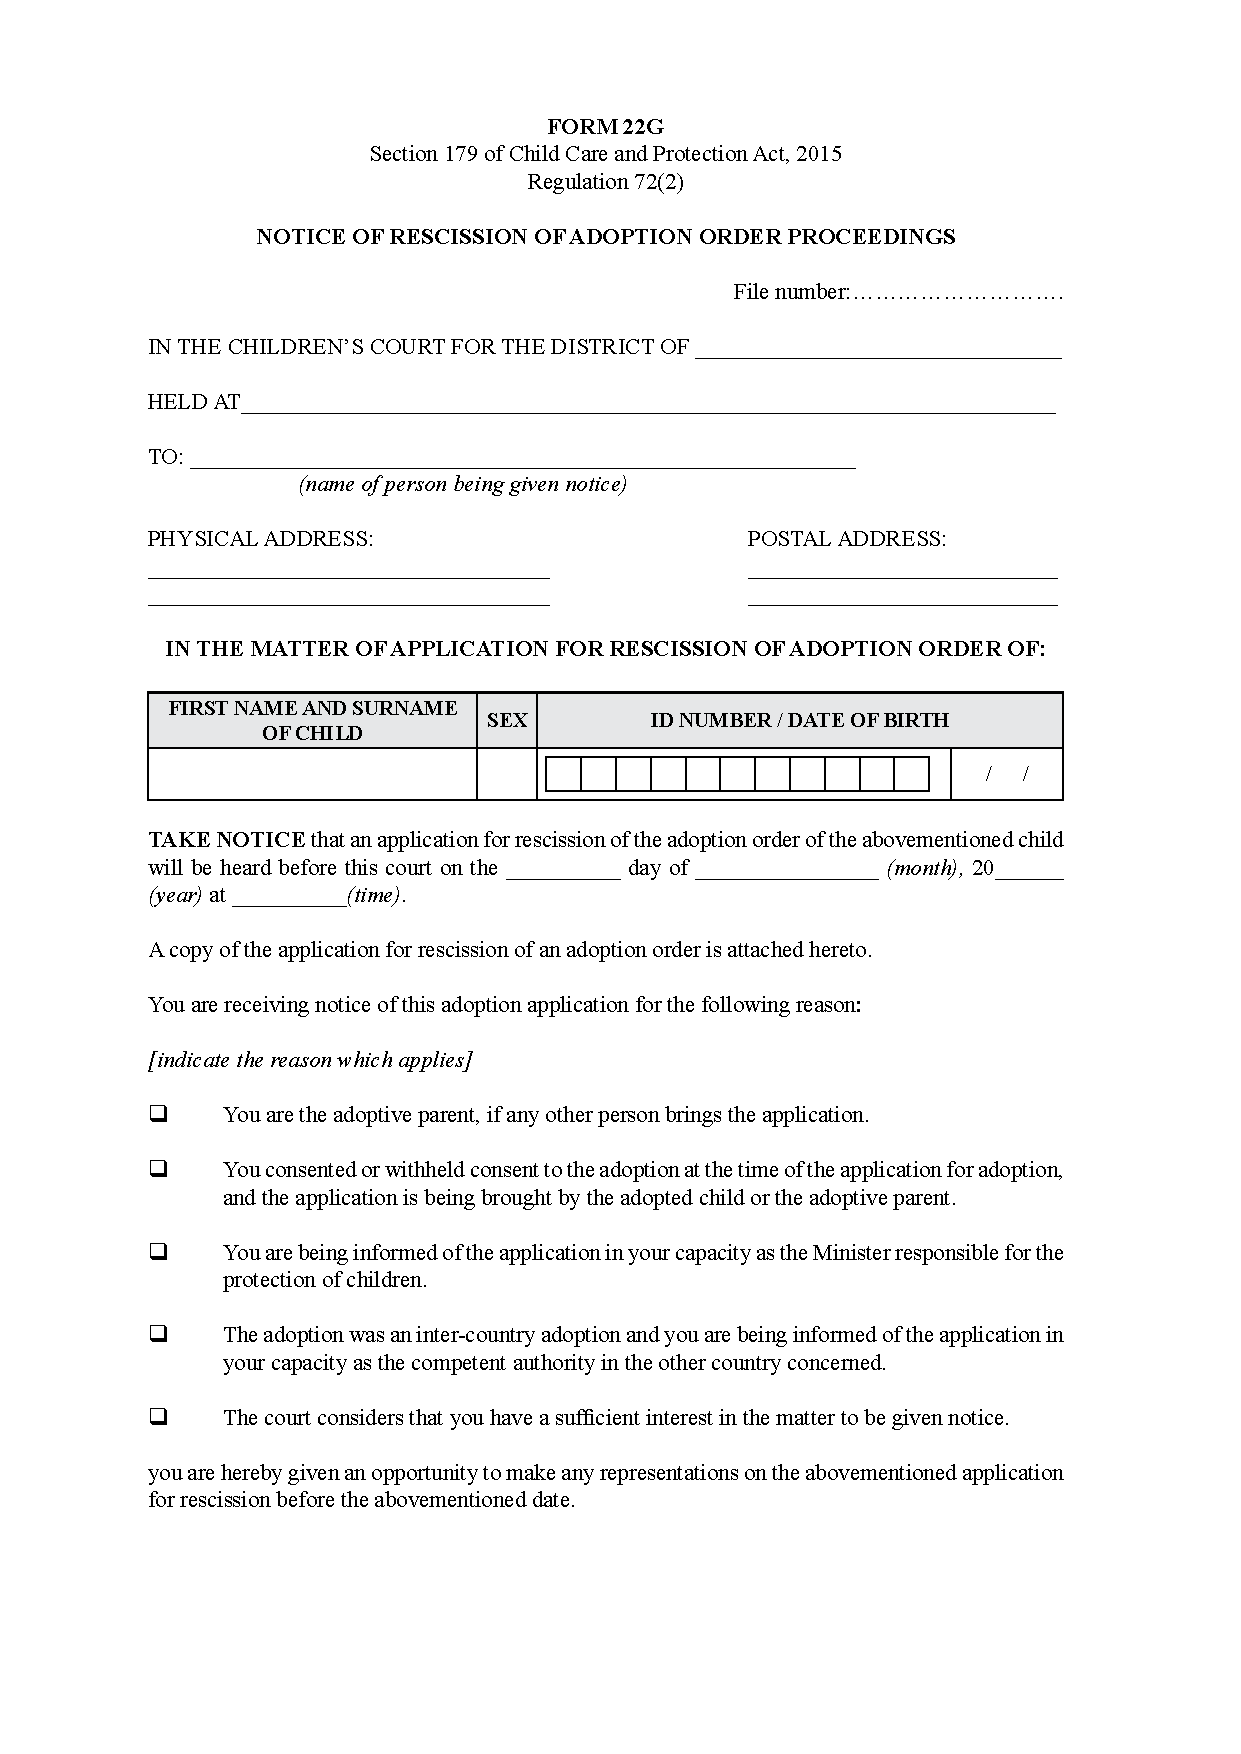 FORM 22G
Section 179 of Child Care and Protection Act, 2015
Regulation 72(2)
NOTICE OF RESCISSION OF ADOPTION ORDER PROCEEDINGS
File number:……………………….
IN THE CHILDREN’S COURT FOR THE DISTRICT OF ________________________________
HELD AT_______________________________________________________________________
TO: __________________________________________________________
(name of person being given notice)
PHYSICAL ADDRESS: POSTAL ADDRESS:
___________________________________ ___________________________
___________________________________ ___________________________
IN THE MATTER OF APPLICATION FOR RESCISSION OF ADOPTION ORDER OF:
FIRST NAME AND SURNAME
OF CHILD
SEX
ID NUMBER / DATE OF BIRTH
/ /
TAKE NOTICE that an application for rescission of the adoption order of the abovementioned child
will be heard before this court on the __________ day of ________________ (month), 20______
(year) at __________(time).
A copy of the application for rescission of an adoption order is attached hereto.
You are receiving notice of this adoption application for the following reason:
[indicate the reason which applies]
❑ You are the adoptive parent, if any other person brings the application.
❑ You consented or withheld consent to the adoption at the time of the application for adoption,
and the application is being brought by the adopted child or the adoptive parent.
❑ You are being informed of the application in your capacity as the Minister responsible for the
protection of children.
❑ The adoption was an inter-country adoption and you are being informed of the application in
your capacity as the competent authority in the other country concerned.
❑ The court considers that you have a sufficient interest in the matter to be given notice.
you are hereby given an opportunity to make any representations on the abovementioned application
for rescission before the abovementioned date.